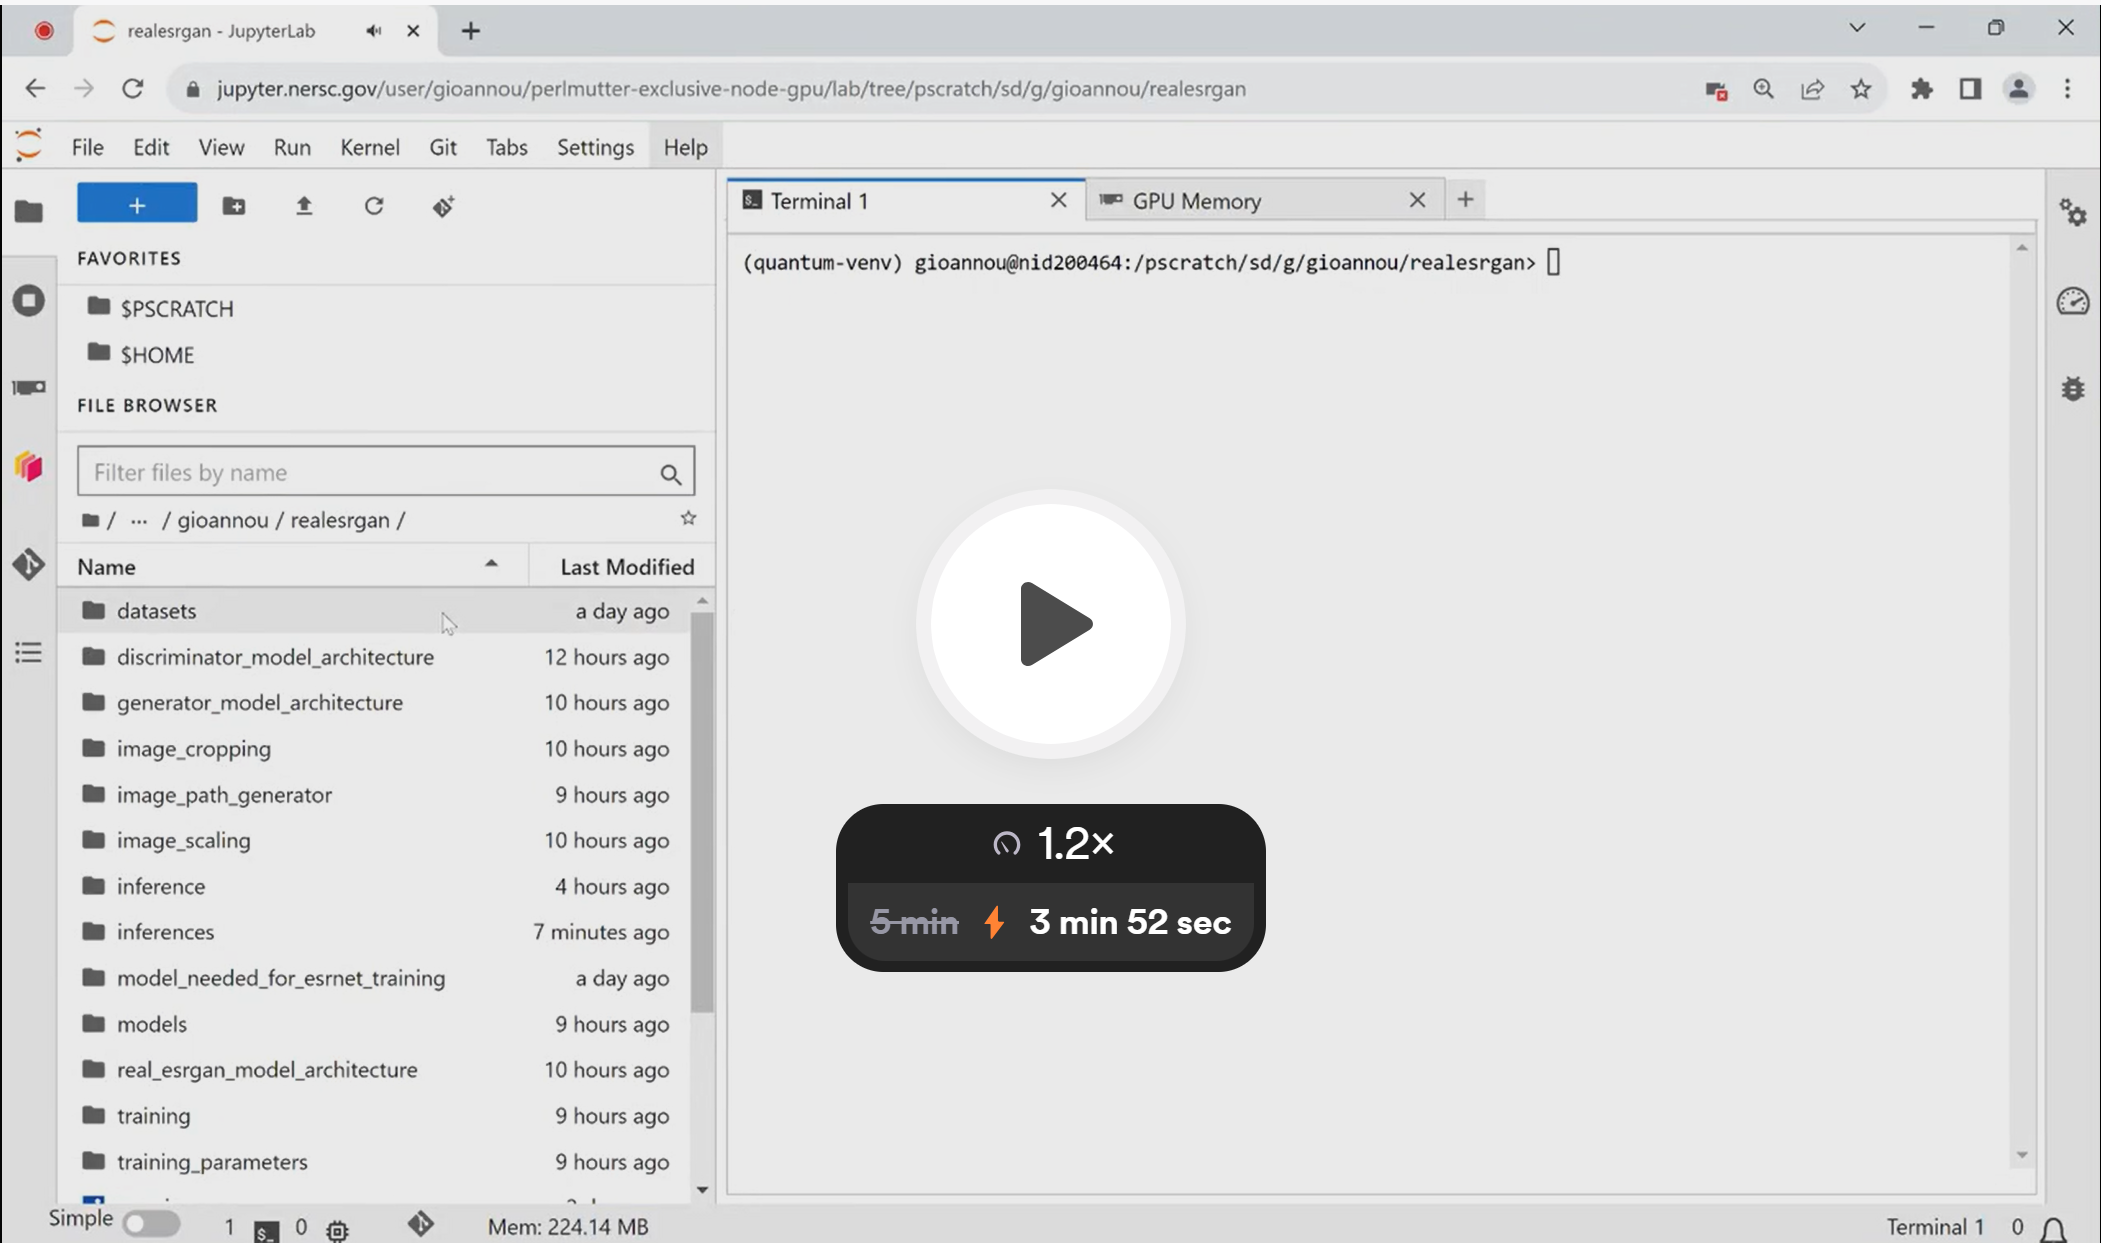 realesrgan - JupyterLab
jupyter.nersc.gov/user/gioannou/perlmutter-exclusive-node-gpu/lab/tree/pscratch/sd/g/gioannou/realesrgan
File Edit View Run Kernel Git Tabs Settings Help
Terminal 1 GPU Memory
(quantum-venv) gioannou@nid200464:/pscratch/sd/g/gioannou/realesrgan>
FAVORITES
$PSCRATCH
$HOME
FILE BROWSER
Filter files by name
/ ··· / gioannou / realesrgan /
Name Last Modified
datasets a day ago
discriminator_model_architecture 12 hours ago
generator_model_architecture 10 hours ago
image_cropping 10 hours ago
image_path_generator 9 hours ago
image_scaling 10 hours ago
inference 4 hours ago
inferences 7 minutes ago
model_needed_for_esrnet_training a day ago
models 9 hours ago
real_esrgan_model_architecture 10 hours ago
training 9 hours ago
training_parameters 9 hours ago
1.2×
5 min 3 min 52 sec
Simple 1 $_ 0 Mem: 224.14 MB Terminal 1 0